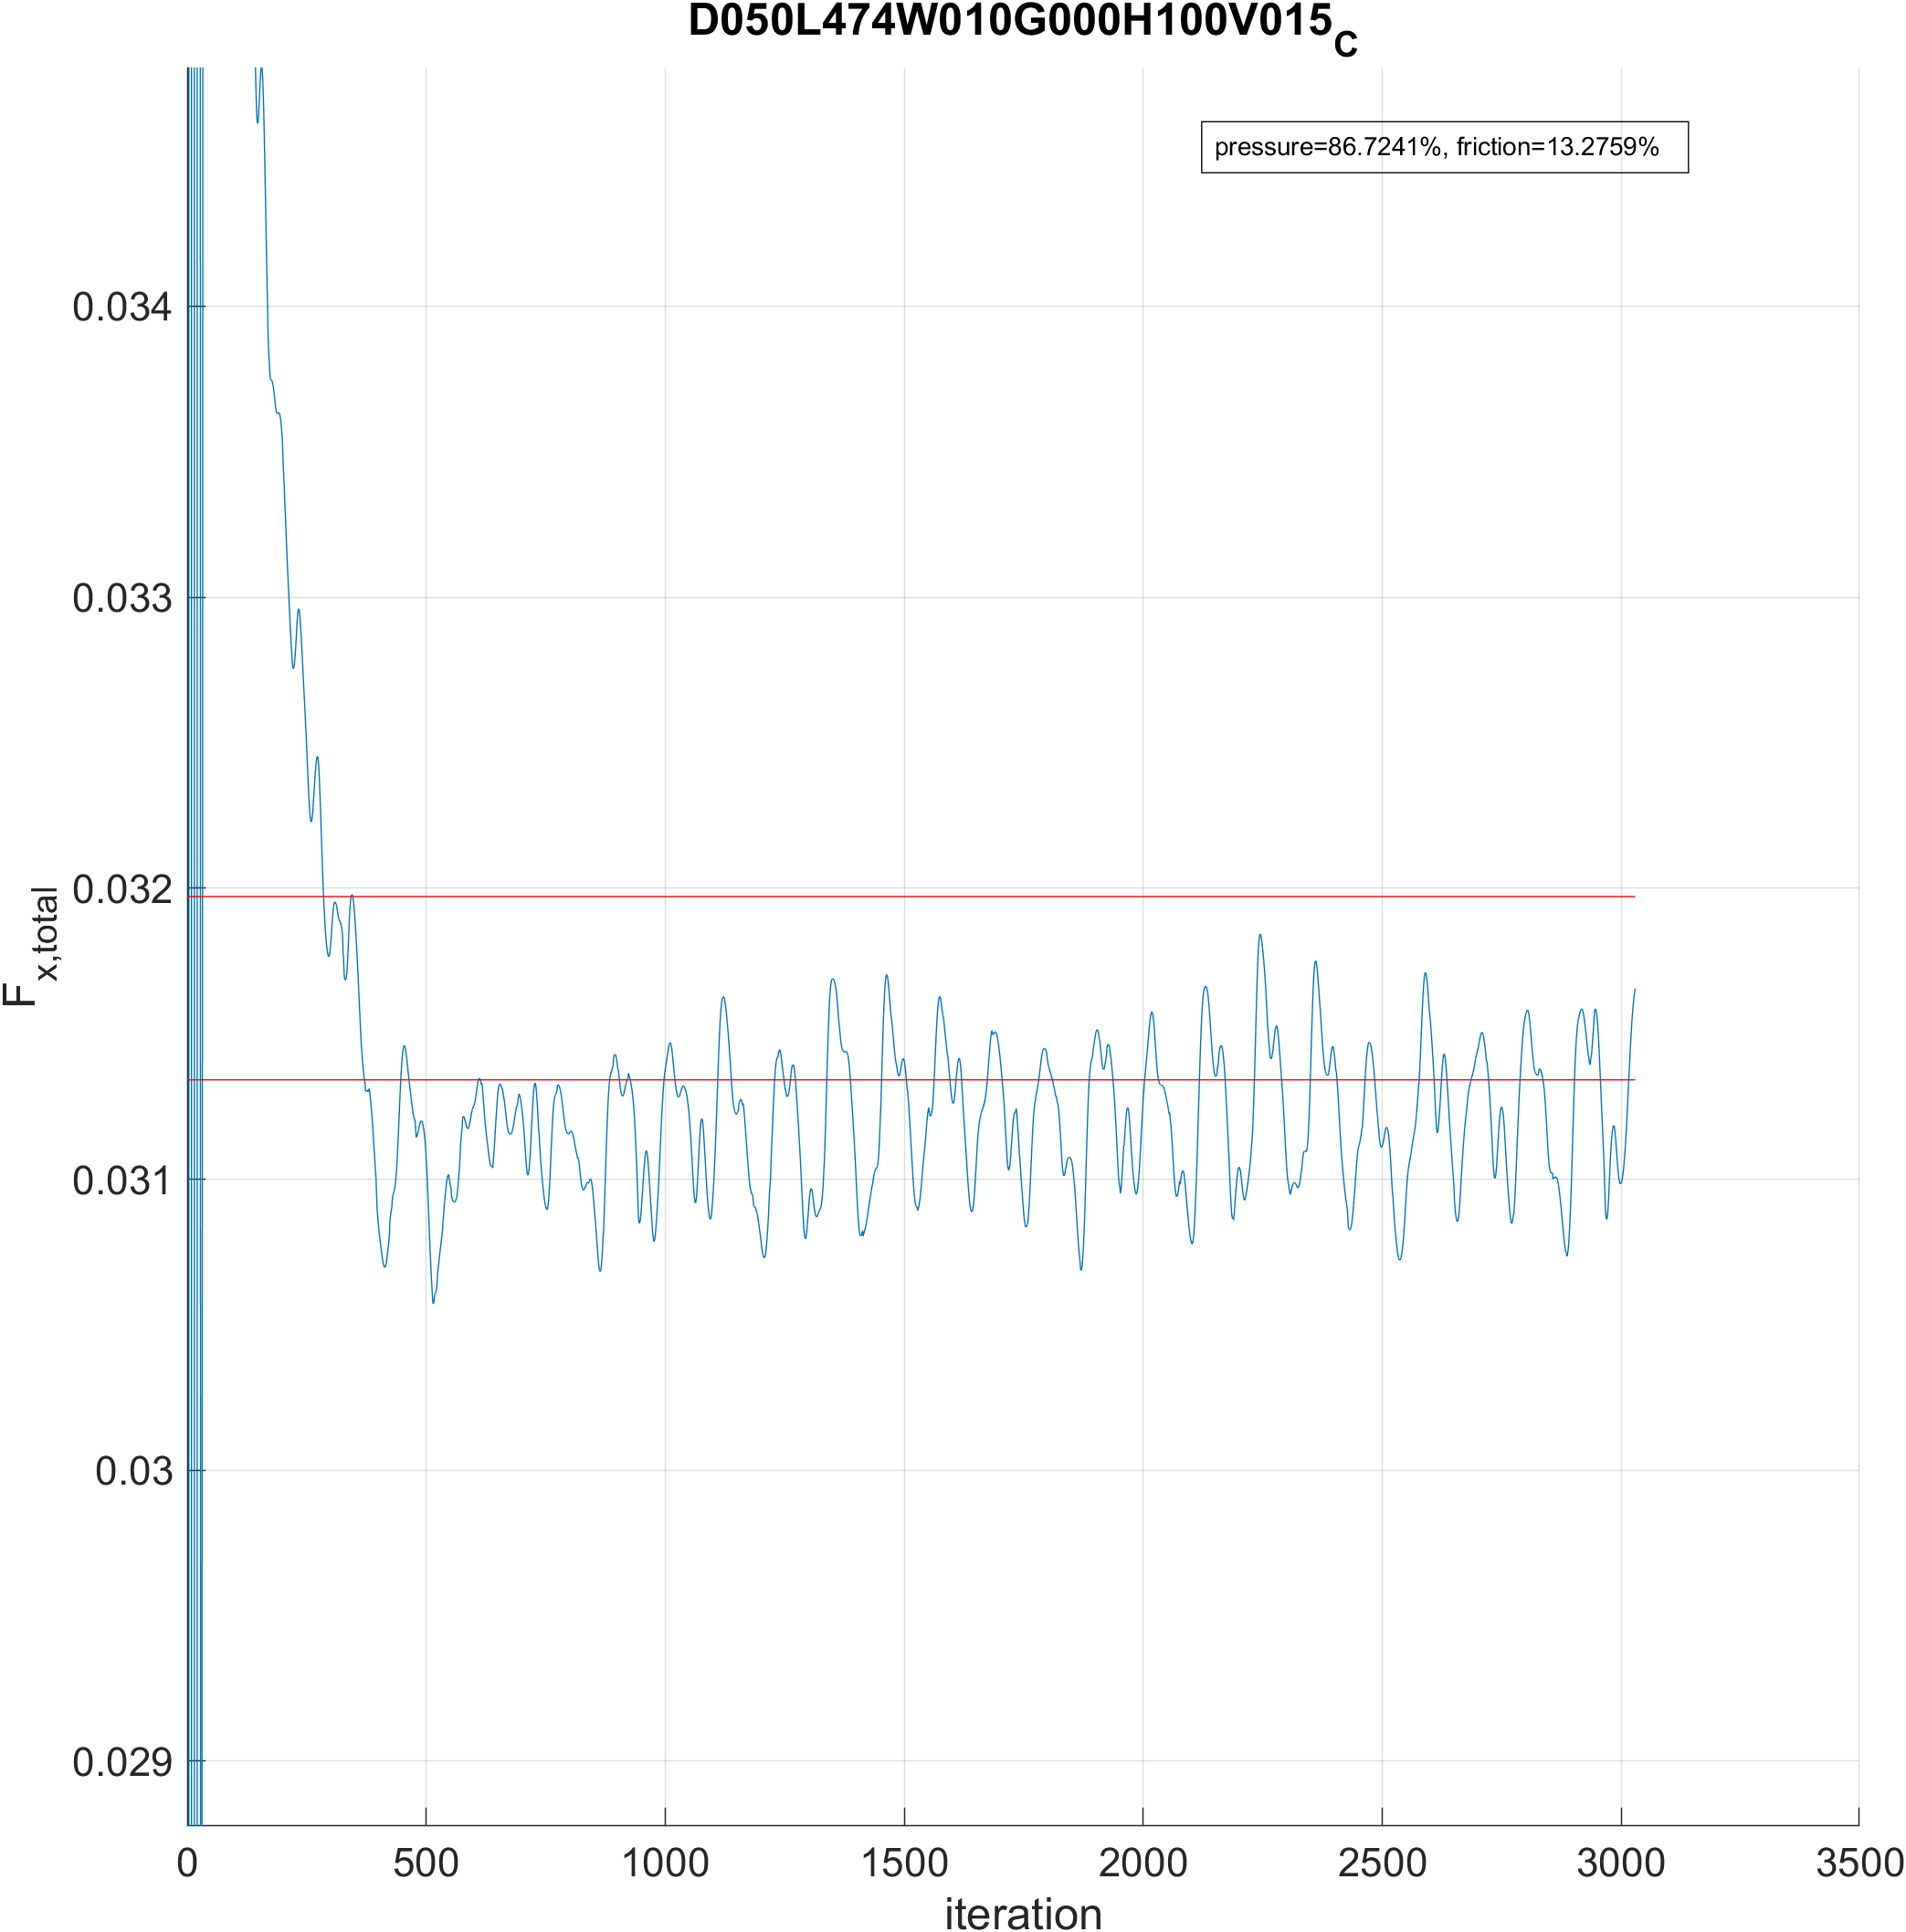 D050L474W010G000H100V015C
pressure=86.7241%, friction=13.2759%
0.034
0.033
0.032
0.031
0.03
0.029
Fx,total
0 500 1000 1500 2000 2500 3000 3500
iteration